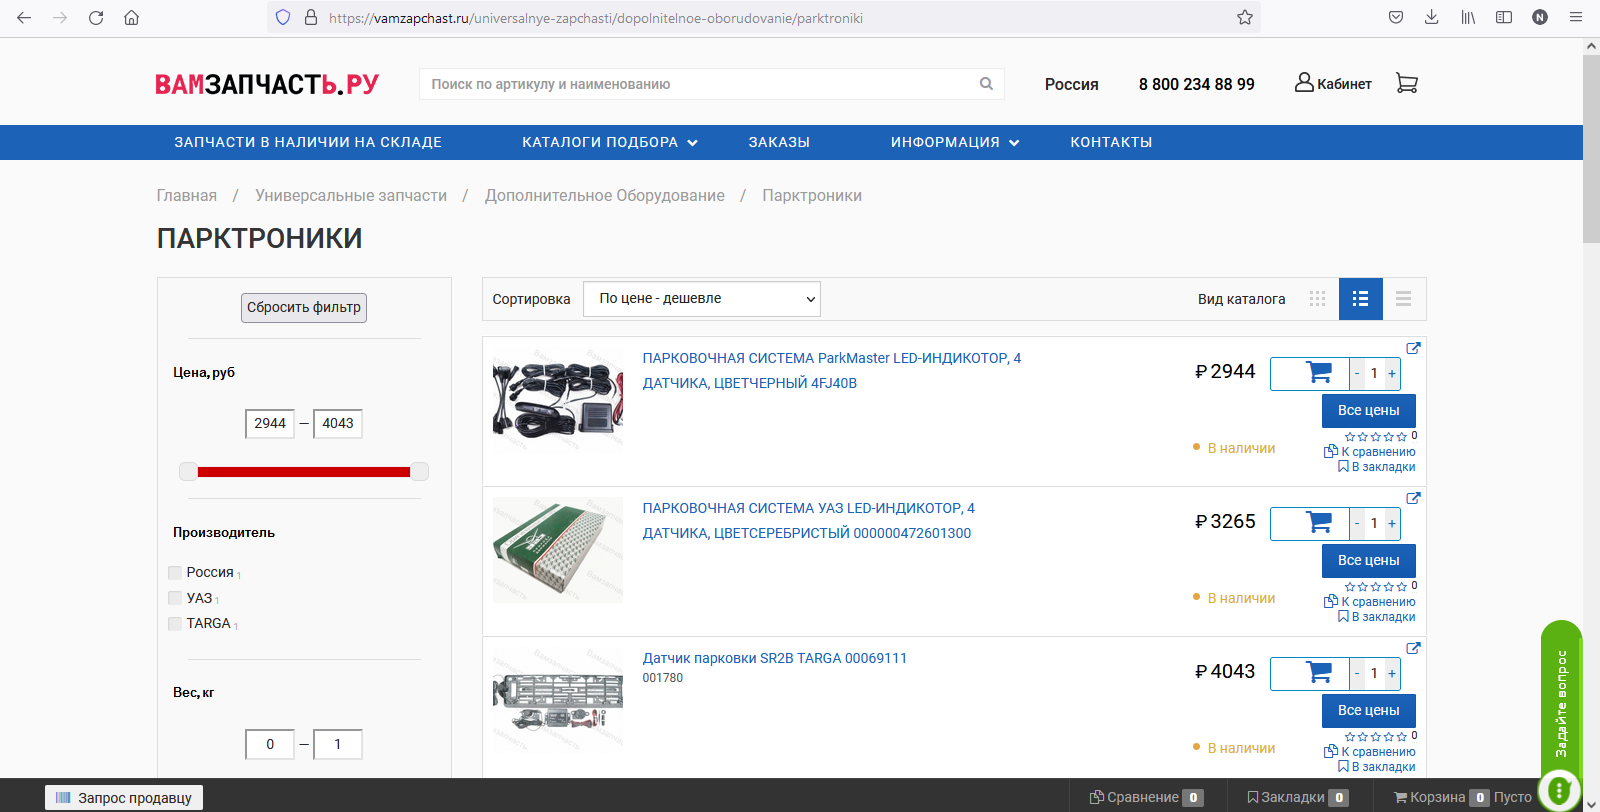 https://vamzapchast.ru/universalnye-zapchasti/dopolnitelnoe-oborudovanie/parktroniki
N
ВАМЗАПЧАСТЬ.РУ
Поиск по артикулу и наименованию
Россия
8 800 234 88 99
Кабинет
ЗАПЧАСТИ В НАЛИЧИИ НА СКЛАДЕ
КАТАЛОГИ ПОДБОРА
ЗАКАЗЫ
ИНФОРМАЦИЯ
КОНТАКТЫ
Главная / Универсальные запчасти / Дополнительное Оборудование / Парктроники
ПАРКТРОНИКИ
Сбросить фильтр
Цена, руб
2944 — 4043
Производитель
Россия 1
УАЗ 1
TARGA 1
Вес, кг
0 — 1
Сортировка
По цене - дешевле
Вид каталога
ПАРКОВОЧНАЯ СИСТЕМА ParkMaster LED-ИНДИКОТОР, 4
ДАТЧИКА, ЦВЕТЧЕРНЫЙ 4FJ40B
₽ 2944
- 1 +
Все цены
0
В наличии
К сравнению
В закладки
ПАРКОВОЧНАЯ СИСТЕМА УАЗ LED-ИНДИКОТОР, 4
ДАТЧИКА, ЦВЕТСЕРЕБРИСТЫЙ 000000472601300
₽ 3265
- 1 +
Все цены
0
В наличии
К сравнению
В закладки
Датчик парковки SR2B TARGA 00069111
001780
₽ 4043
- 1 +
Все цены
0
В наличии
К сравнению
В закладки
Задайте вопрос
Запрос продавцу
Сравнение 0
Закладки 0
Корзина 0 Пусто